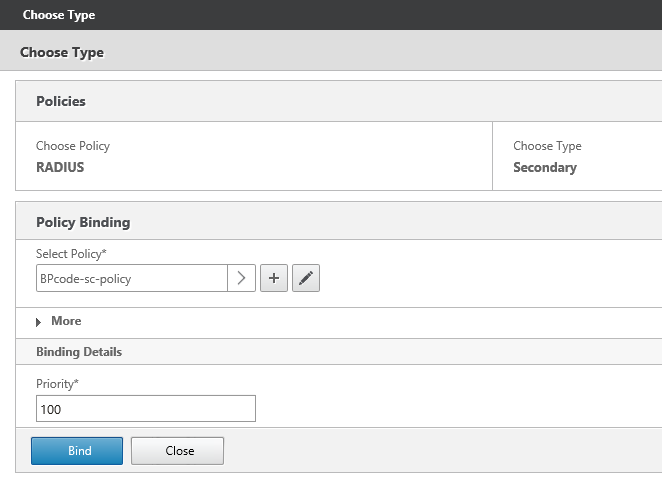 Choose Type
Choose Type
Policies
Choose Policy
RADIUS
Choose Type
Secondary
Policy Binding
Select Policy*
BPcode-sc-policy
More
Binding Details
Priority*
100
Bind Close